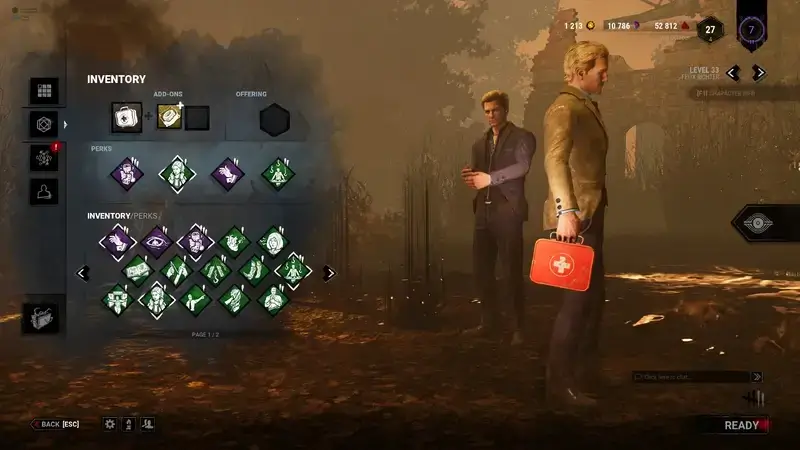 1 213 10 786 52 812 27 7
INVENTORY
LEVEL 33
ADD-ONS OFFERING
PERKS
INVENTORY/PERKS
PAGE 1 / 2
BACK [ESC]
READY